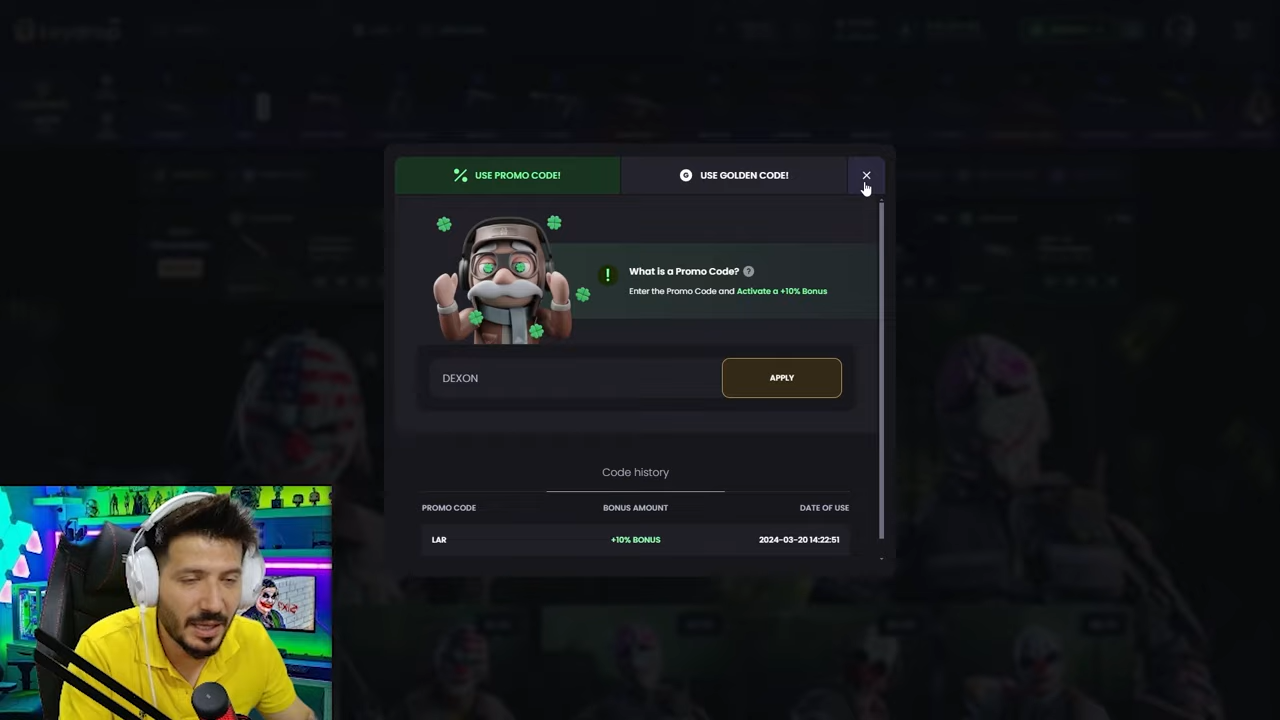 USE PROMO CODE!
USE GOLDEN CODE!
What is a Promo Code?
Enter the Promo Code and Activate a +10% Bonus
DEXON
APPLY
Code history
PROMO CODE BONUS AMOUNT DATE OF USE
LAR +10% BONUS 2024-03-20 14:22:51